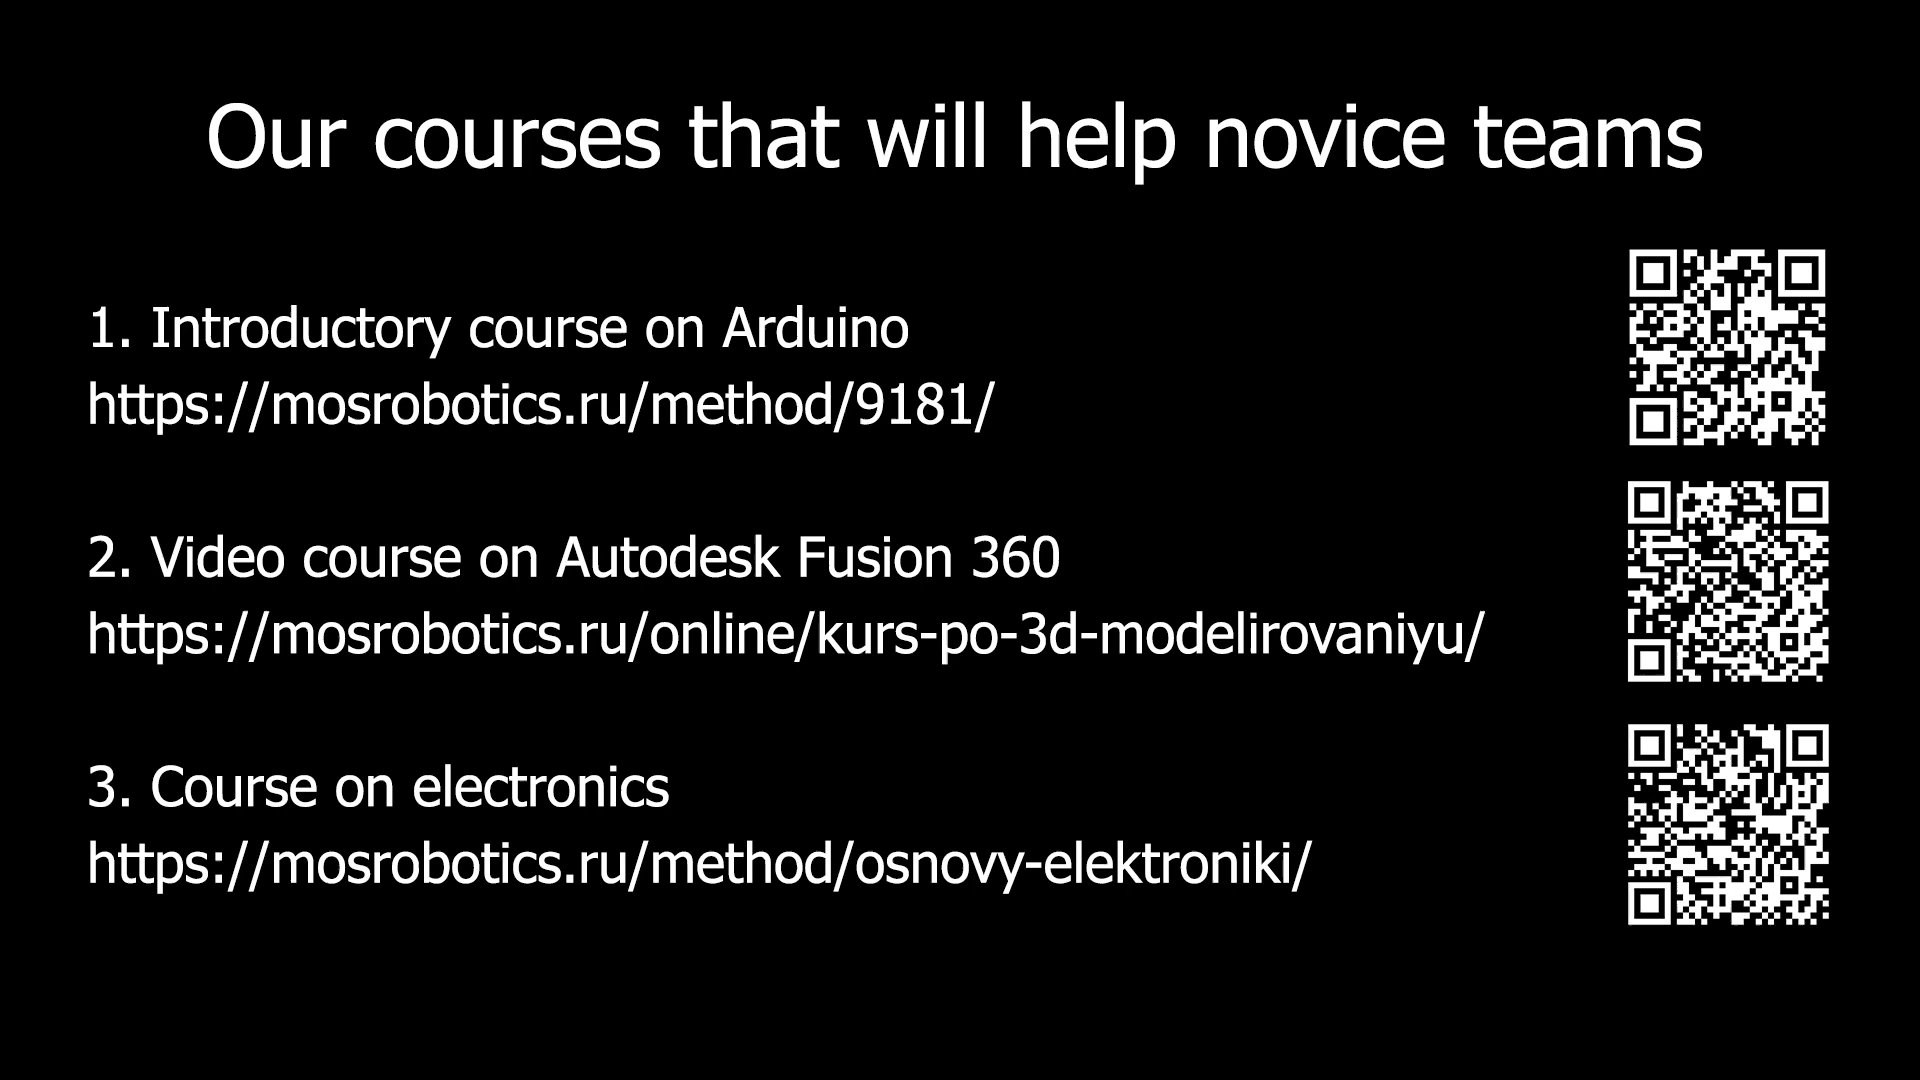 Our courses that will help novice teams
1. Introductory course on Arduino
https://mosrobotics.ru/method/9181/
2. Video course on Autodesk Fusion 360
https://mosrobotics.ru/online/kurs-po-3d-modelirovaniyu/
3. Course on electronics
https://mosrobotics.ru/method/osnovy-elektroniki/